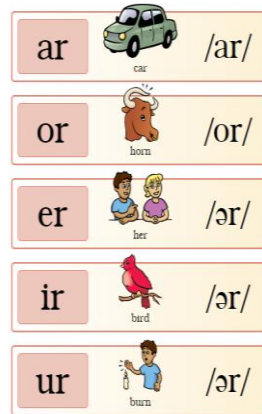 ar car /ar/
or horn /or/
er her /ər/
ir bird /ər/
ur burn /ər/